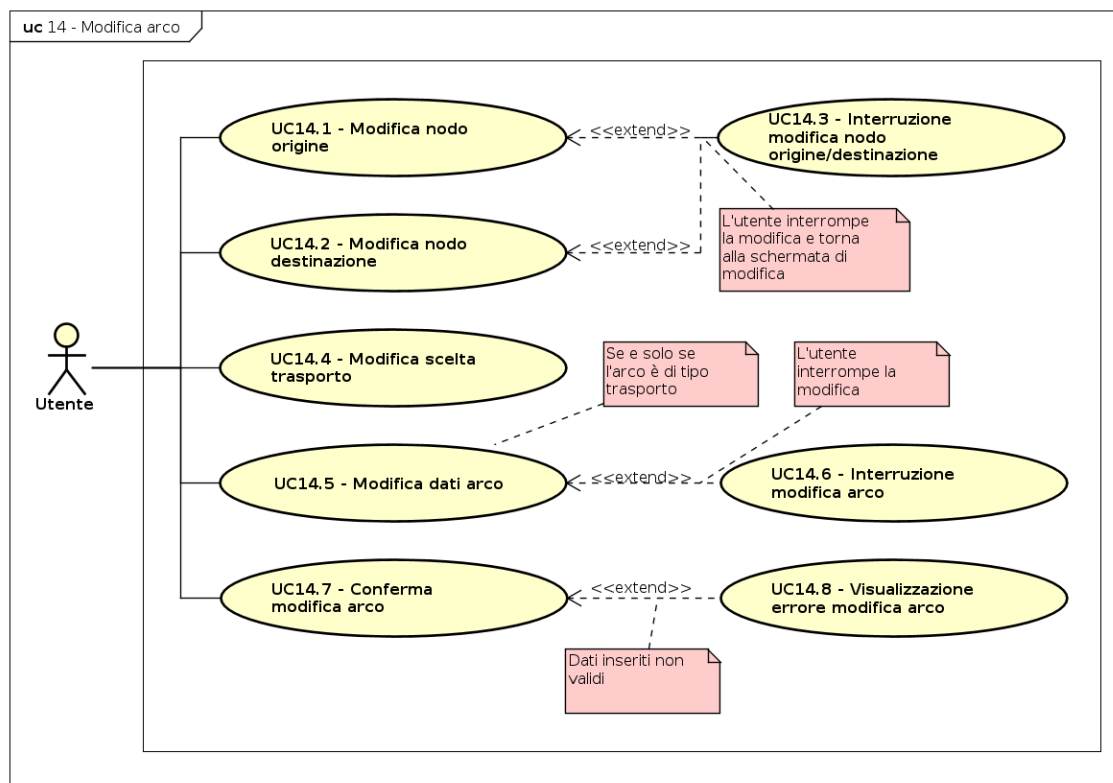 uc 14 - Modifica arco
UC14.1 - Modifica nodo
origine
<<extend>>
UC14.3 - Interruzione
modifica nodo
origine/destinazione
L'utente interrompe
la modifica e torna
alla schermata di
modifica
UC14.2 - Modifica nodo
destinazione
<<extend>>
Utente
UC14.4 - Modifica scelta
trasporto
Se e solo se
l'arco è di tipo
trasporto
L'utente
interrompe la
modifica
UC14.5 - Modifica dati arco
<<extend>>
UC14.6 - Interruzione
modifica arco
UC14.7 - Conferma
modifica arco
<<extend>>
UC14.8 - Visualizzazione
errore modifica arco
Dati inseriti non
validi